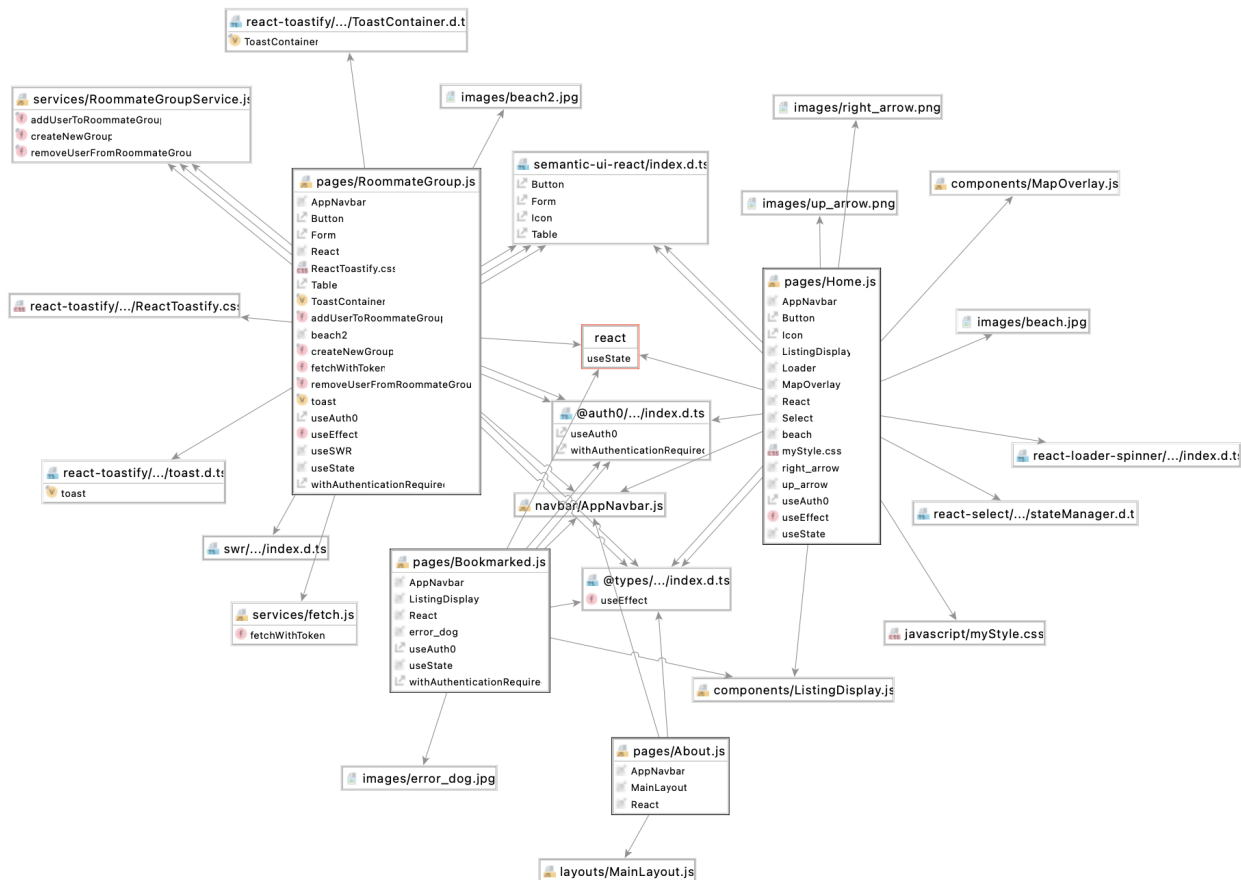 react-toastify/.../ToastContainer.d.t
ToastContainer
services/RoommateGroupService.js
addUserToRoommateGrou
createNewGroup
removeUserFromRoommateGrou
images/beach2.jpg
images/right_arrow.png
semantic-ui-react/index.d.ts
Button
Form
Icon
Table
components/MapOverlay.js
images/up_arrow.png
pages/RoommateGroup.js
AppNavbar
Button
Form
React
ReactToastify.css
Table
ToastContainer
addUserToRoommateGrou
beach2
createNewGroup
fetchWithToken
removeUserFromRoommateGrou
toast
useAuth0
useEffect
useSWR
useState
withAuthenticationRequire
pages/Home.js
AppNavbar
Button
Icon
ListingDisplay
Loader
MapOverlay
React
Select
beach
myStyle.css
right_arrow
up_arrow
useAuth0
useEffect
useState
react-toastify/.../ReactToastify.css
images/beach.jpg
react
useState
@auth0/.../index.d.ts
useAuth0
withAuthenticationRequired
react-loader-spinner/.../index.d.t
react-toastify/.../toast.d.ts
toast
navbar/AppNavbar.js
react-select/.../stateManager.d.t
swr/.../index.d.ts
pages/Bookmarked.js
AppNavbar
ListingDisplay
React
error_dog
useAuth0
useState
withAuthenticationRequire
@types/.../index.d.ts
useEffect
services/fetch.js
fetchWithToken
javascript/myStyle.css
components/ListingDisplay.js
pages/About.js
AppNavbar
MainLayout
React
images/error_dog.jpg
layouts/MainLayout.js